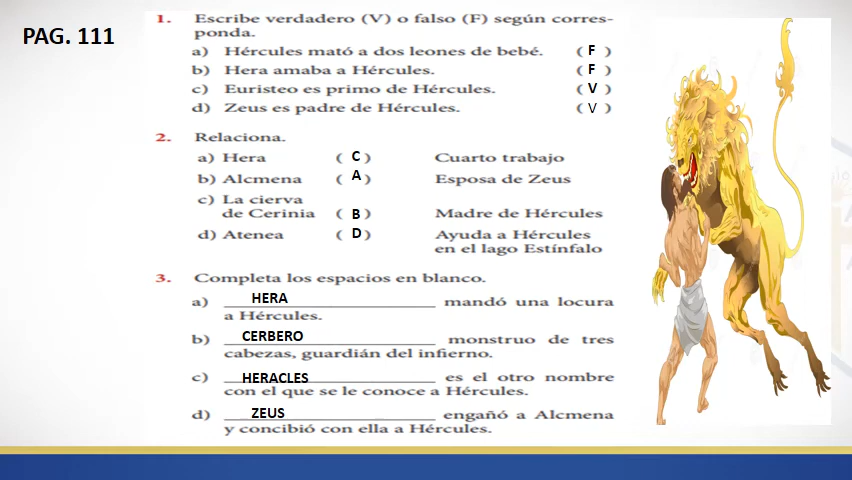 PAG. 111
1. Escribe verdadero (V) o falso (F) según corres-
ponda.
a) Hércules mató a dos leones de bebé. ( F )
b) Hera amaba a Hércules. ( F )
c) Euristeo es primo de Hércules. ( V )
d) Zeus es padre de Hércules. ( V )
2. Relaciona.
a) Hera ( C ) Cuarto trabajo
b) Alcmena ( A ) Esposa de Zeus
c) La cierva
de Cerinia ( B ) Madre de Hércules
d) Atenea ( D ) Ayuda a Hércules
en el lago Estínfalo
3. Completa los espacios en blanco.
a) HERA mandó una locura
a Hércules.
b) CERBERO monstruo de tres
cabezas, guardián del infierno.
c) HERACLES es el otro nombre
con el que se le conoce a Hércules.
d) ZEUS engañó a Alcmena
y concibió con ella a Hércules.